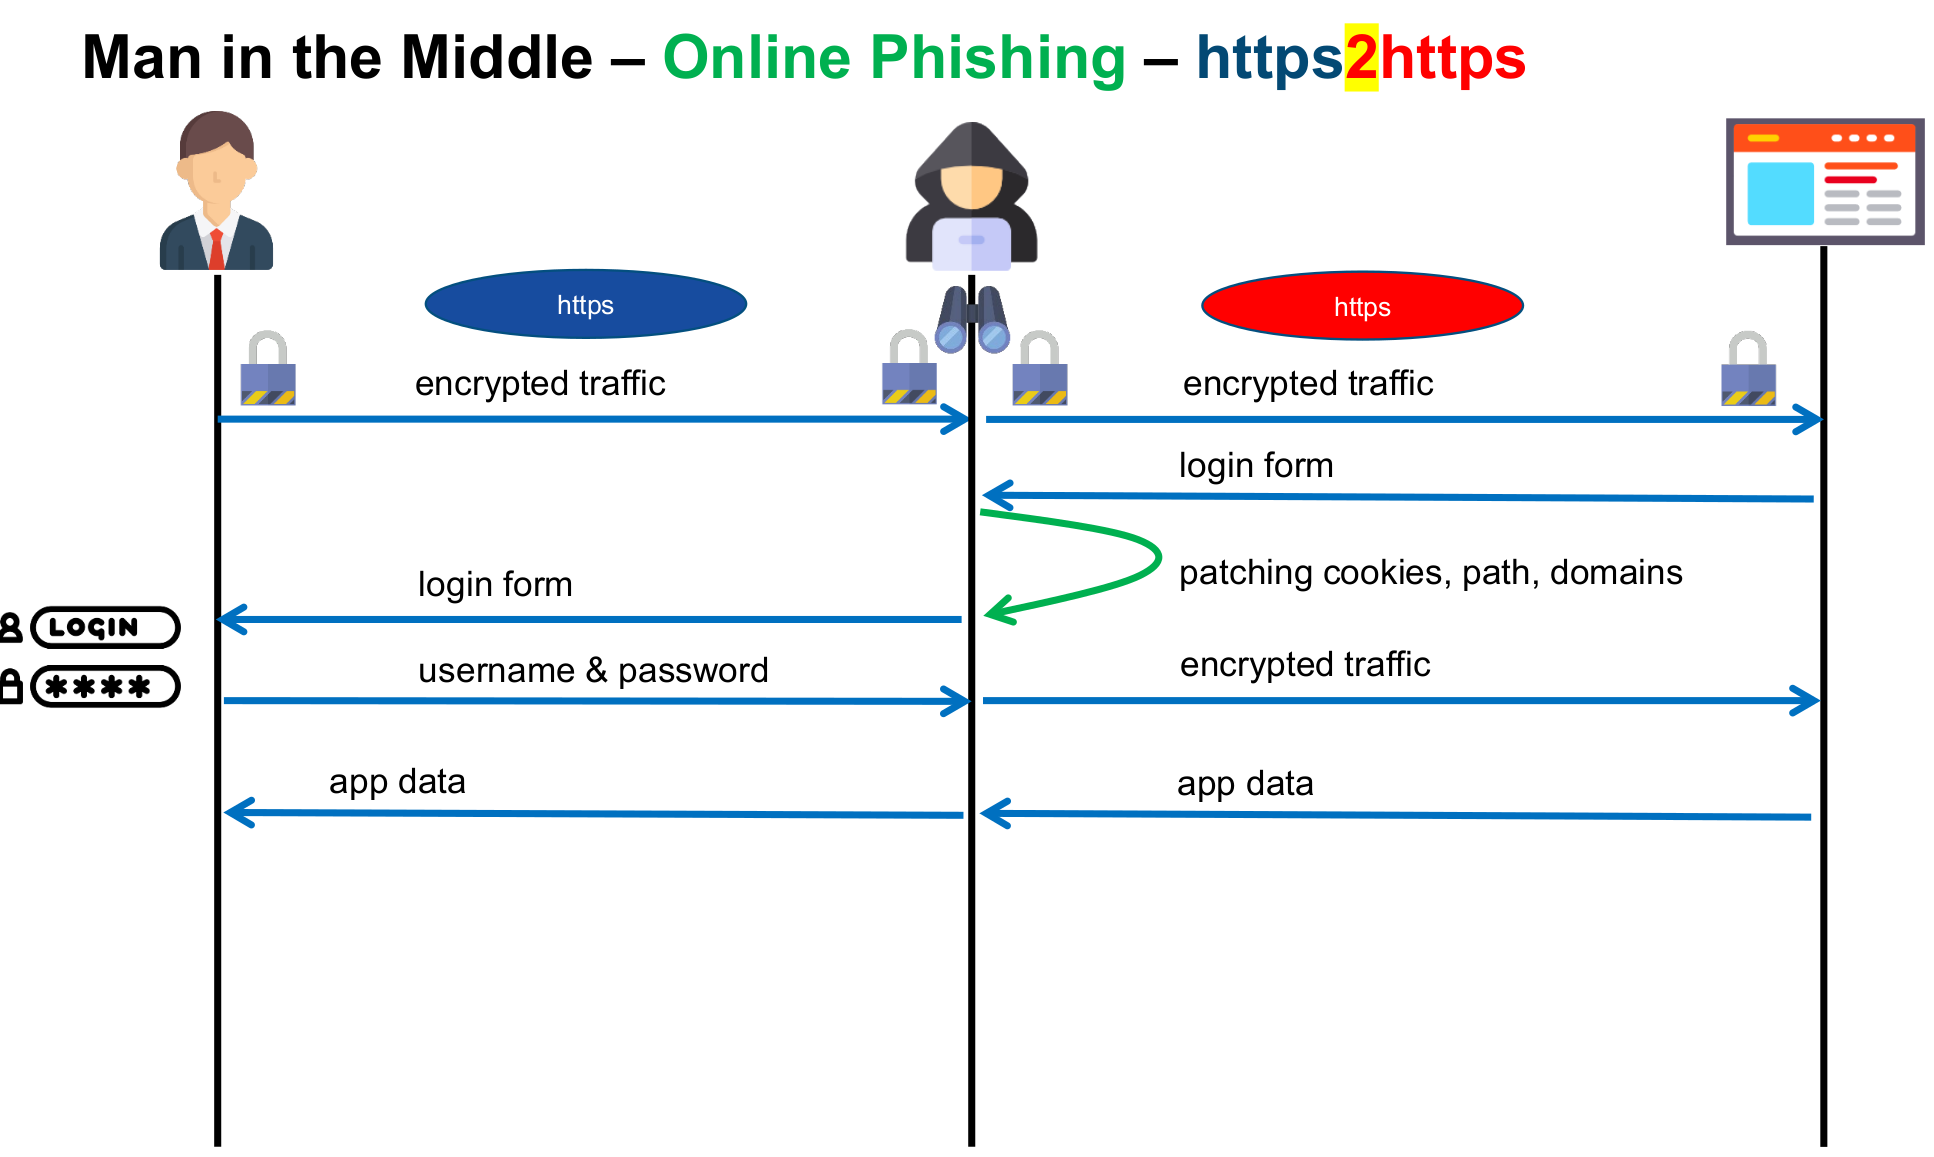 Man in the Middle – Online Phishing – https2https
https
https
encrypted traffic
encrypted traffic
login form
patching cookies, path, domains
login form
LOGIN
username & password
encrypted traffic
****
app data
app data